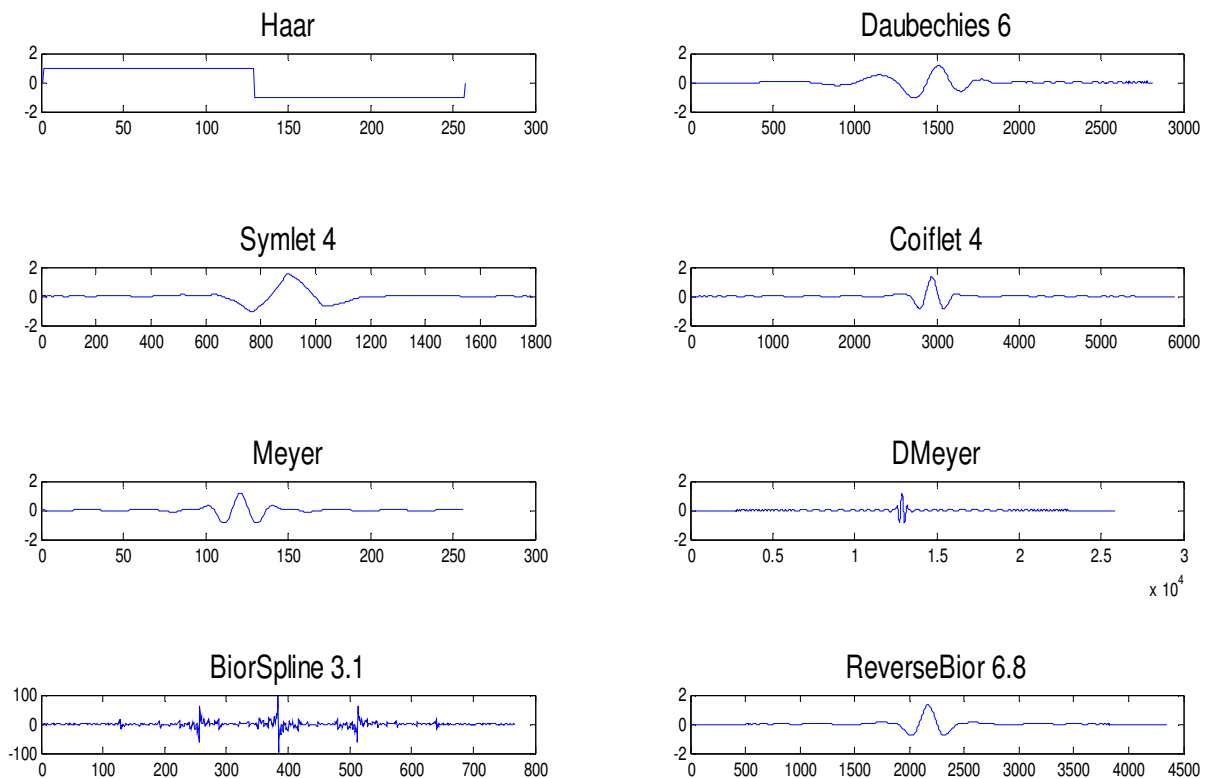 Haar
2
0
-2
0 50 100 150 200 250 300
Daubechies 6
2
0
-2
0 500 1000 1500 2000 2500 3000
Symlet 4
2
0
-2
0 200 400 600 800 1000 1200 1400 1600 1800
Coiflet 4
2
0
-2
0 1000 2000 3000 4000 5000 6000
Meyer
2
0
-2
0 50 100 150 200 250 300
DMeyer
2
0
-2
0 0.5 1 1.5 2 2.5 3
x 10^4
BiorSpline 3.1
100
0
-100
0 100 200 300 400 500 600 700 800
ReverseBior 6.8
2
0
-2
0 500 1000 1500 2000 2500 3000 3500 4000 4500